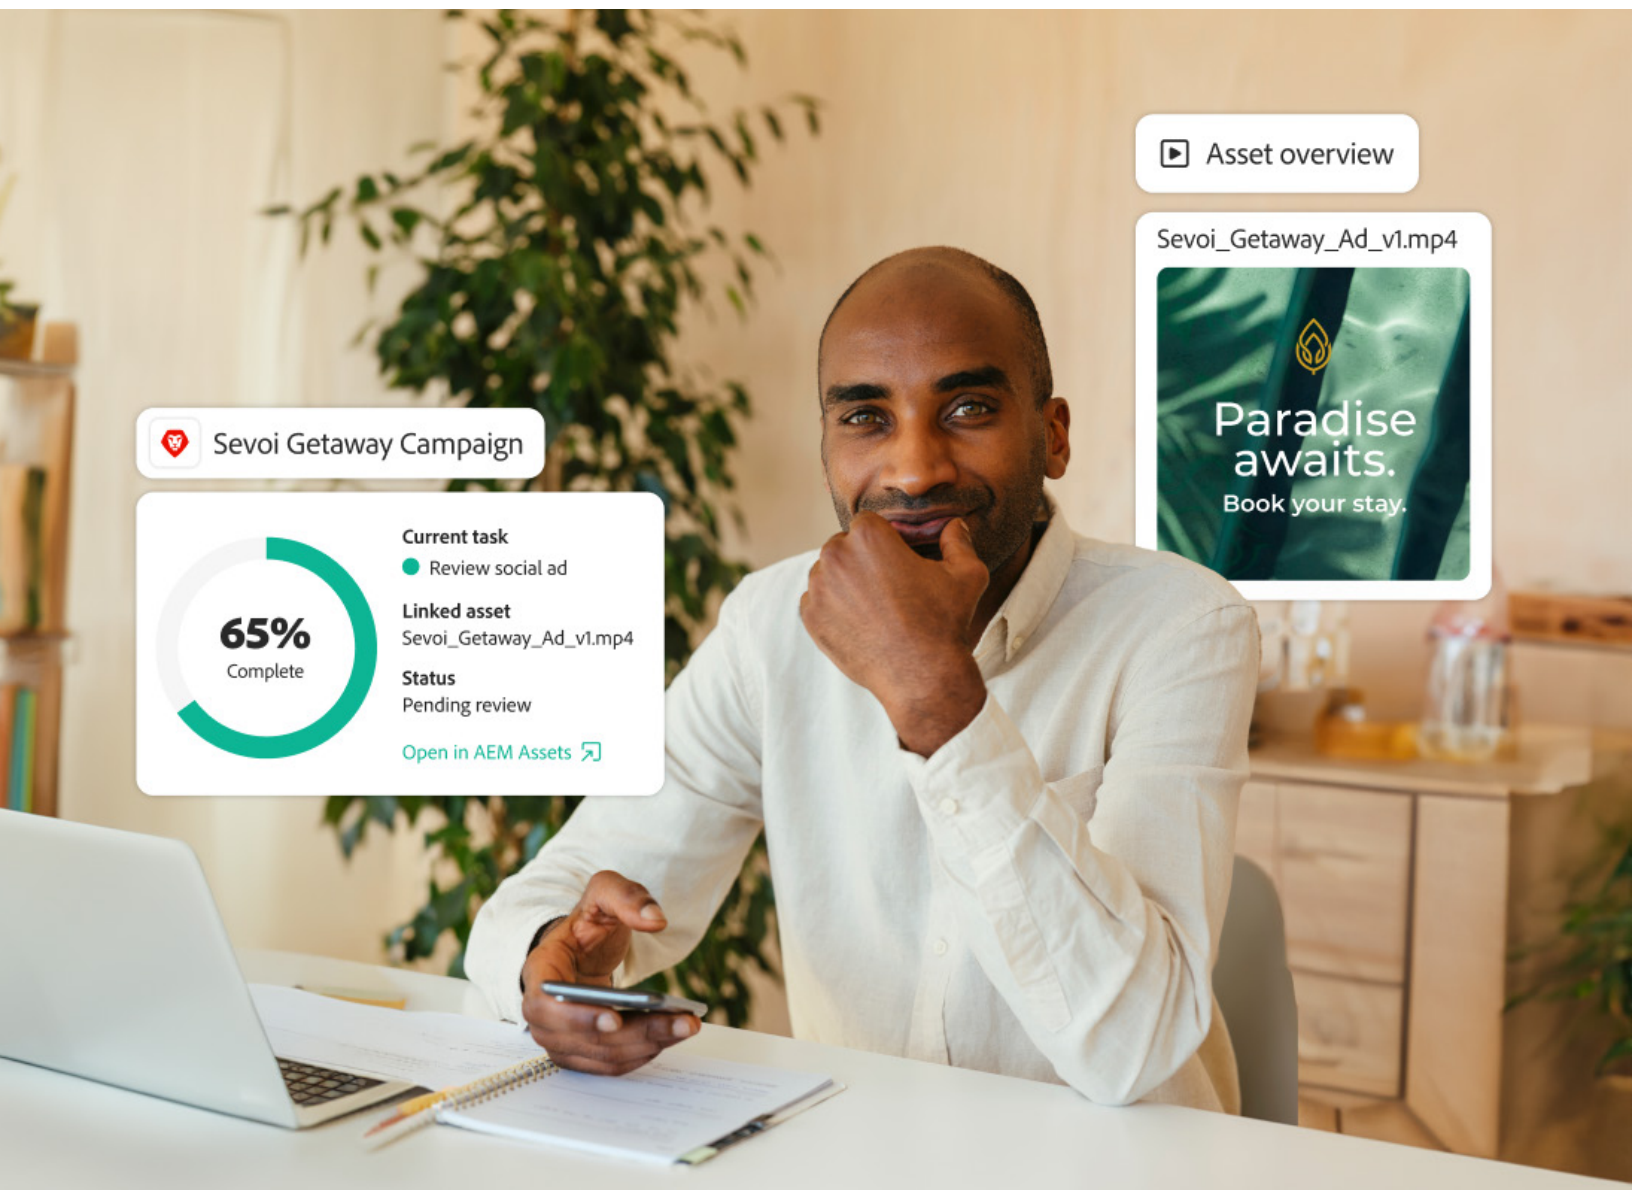 Asset overview
Sevoi_Getaway_Ad_v1.mp4
Paradise
awaits.
Book your stay.
Sevoi Getaway Campaign
65%
Complete
Current task
Review social ad
Linked asset
Sevoi_Getaway_Ad_v1.mp4
Status
Pending review
Open in AEM Assets